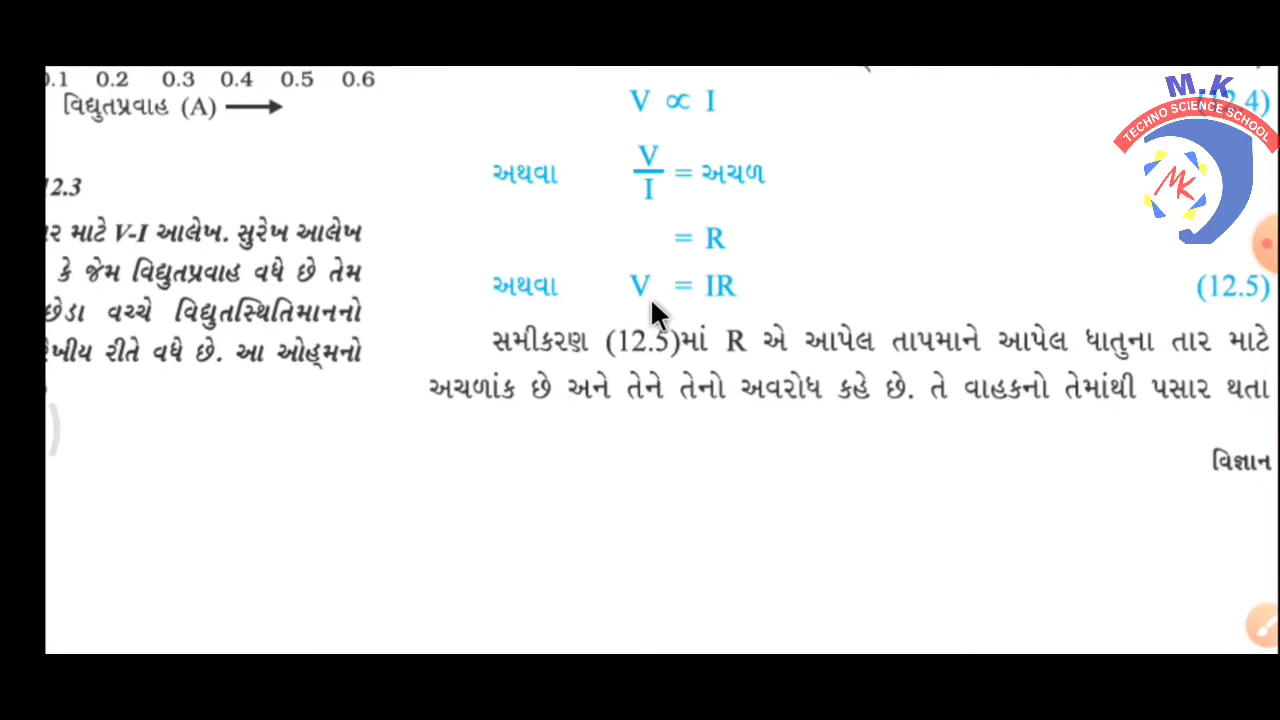 0.2 0.3 0.4 0.5 0.6
વિદ્યુતપ્રવાહ (A)
માટે V-I આલેખ. સુરેખ આલેખ
કે જેમ વિદ્યુતપ્રવાહ વધે છે તેમ
છેડા વચ્ચે વિદ્યુતસ્થિતિમાનનો
રીતે વધે છે. આ ઓહ્મનો
V ∝ I
અથવા V/I = અચળ
= R
અથવા V = IR (12.5)
સમીકરણ (12.5)માં R એ આપેલ તાપમાને આપેલ ધાતુના તાર માટે
અચળાંક છે અને તેને તેનો અવરોધ કહે છે. તે વાહકનો તેમાંથી પસાર થતા
વિજ્ઞાન
M.K
TECHNO SCIENCE SCHOOL
MK